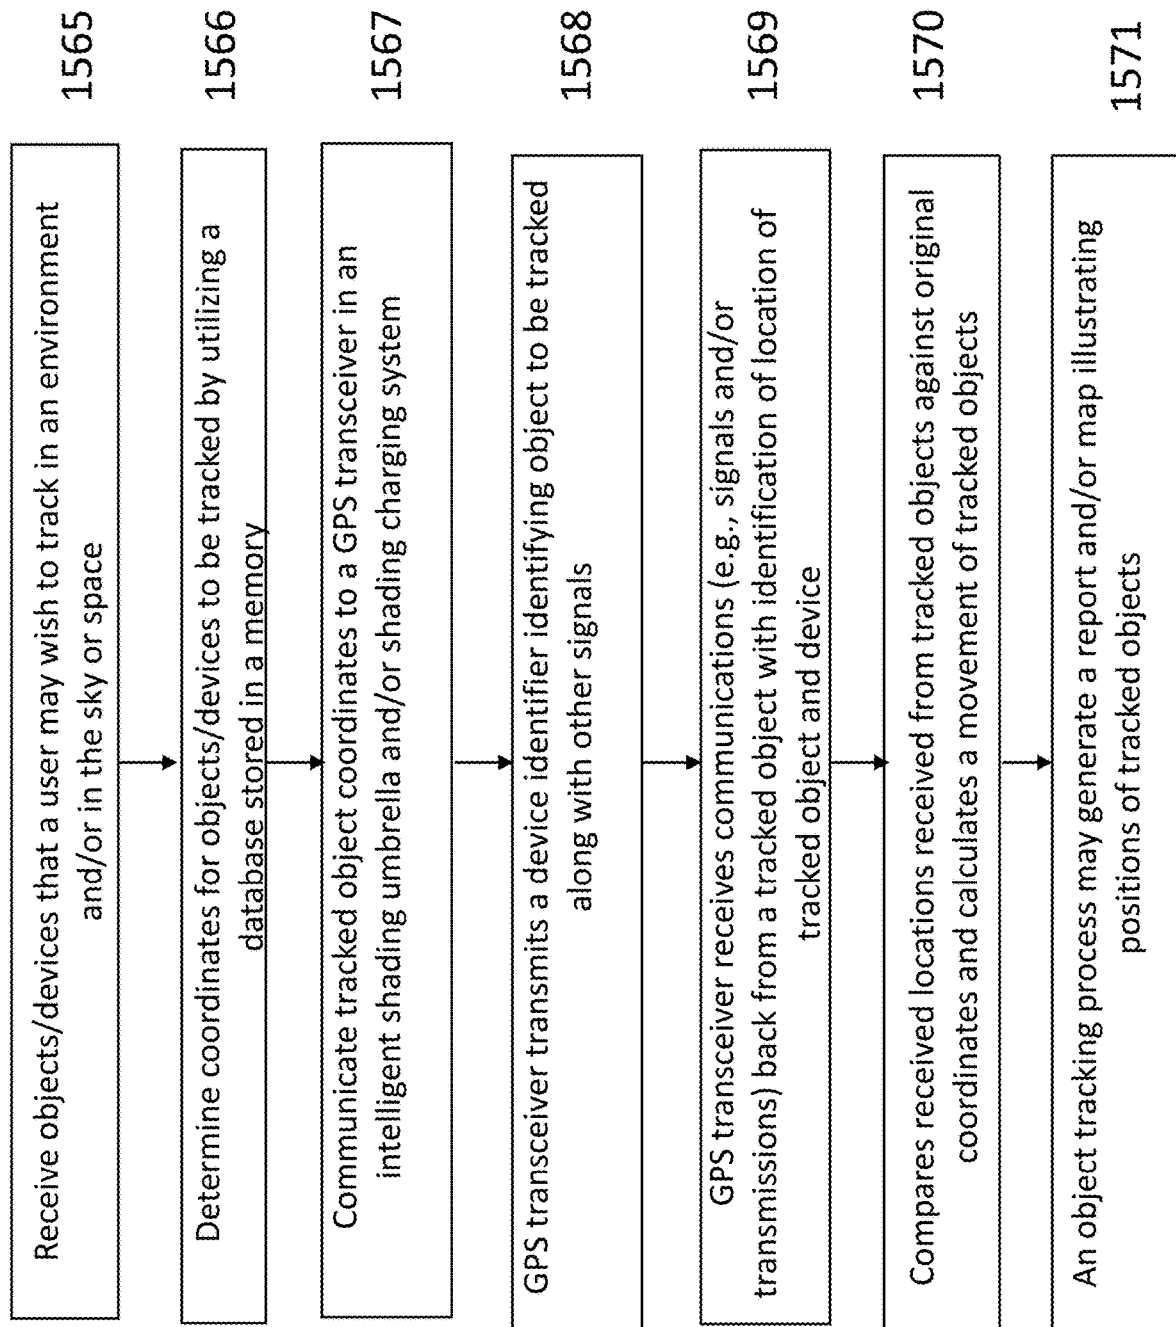 Receive objects/devices that a user may wish to track in an environment
and/or in the sky or space
1565
Determine coordinates for objects/devices to be tracked by utilizing a
database stored in a memory
1566
Communicate tracked object coordinates to a GPS transceiver in an
intelligent shading umbrella and/or shading charging system
1567
GPS transceiver transmits a device identifier identifying object to be tracked
along with other signals
1568
GPS transceiver receives communications (e.g., signals and/or
transmissions) back from a tracked object with identification of location of
tracked object and device
1569
Compares received locations received from tracked objects against original
coordinates and calculates a movement of tracked objects
1570
An object tracking process may generate a report and/or map illustrating
positions of tracked objects
1571